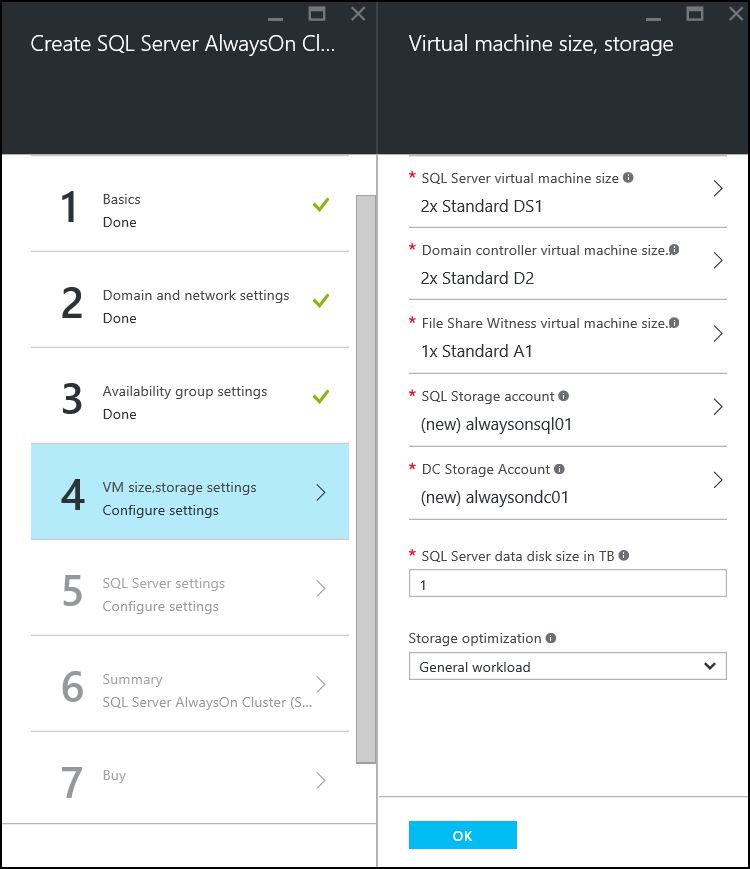 Create SQL Server AlwaysOn Cl...
1
Basics
Done
2
Domain and network settings
Done
3
Availability group settings
Done
4
VM size,storage settings
Configure settings
5
SQL Server settings
Configure settings
6
Summary
SQL Server AlwaysOn Cluster (S...
7
Buy
Virtual machine size, storage
* SQL Server virtual machine size
2x Standard DS1
* Domain controller virtual machine size..
2x Standard D2
* File Share Witness virtual machine size..
1x Standard A1
* SQL Storage account
(new) alwaysonsql01
* DC Storage Account
(new) alwaysondc01
* SQL Server data disk size in TB
1
Storage optimization
General workload
OK